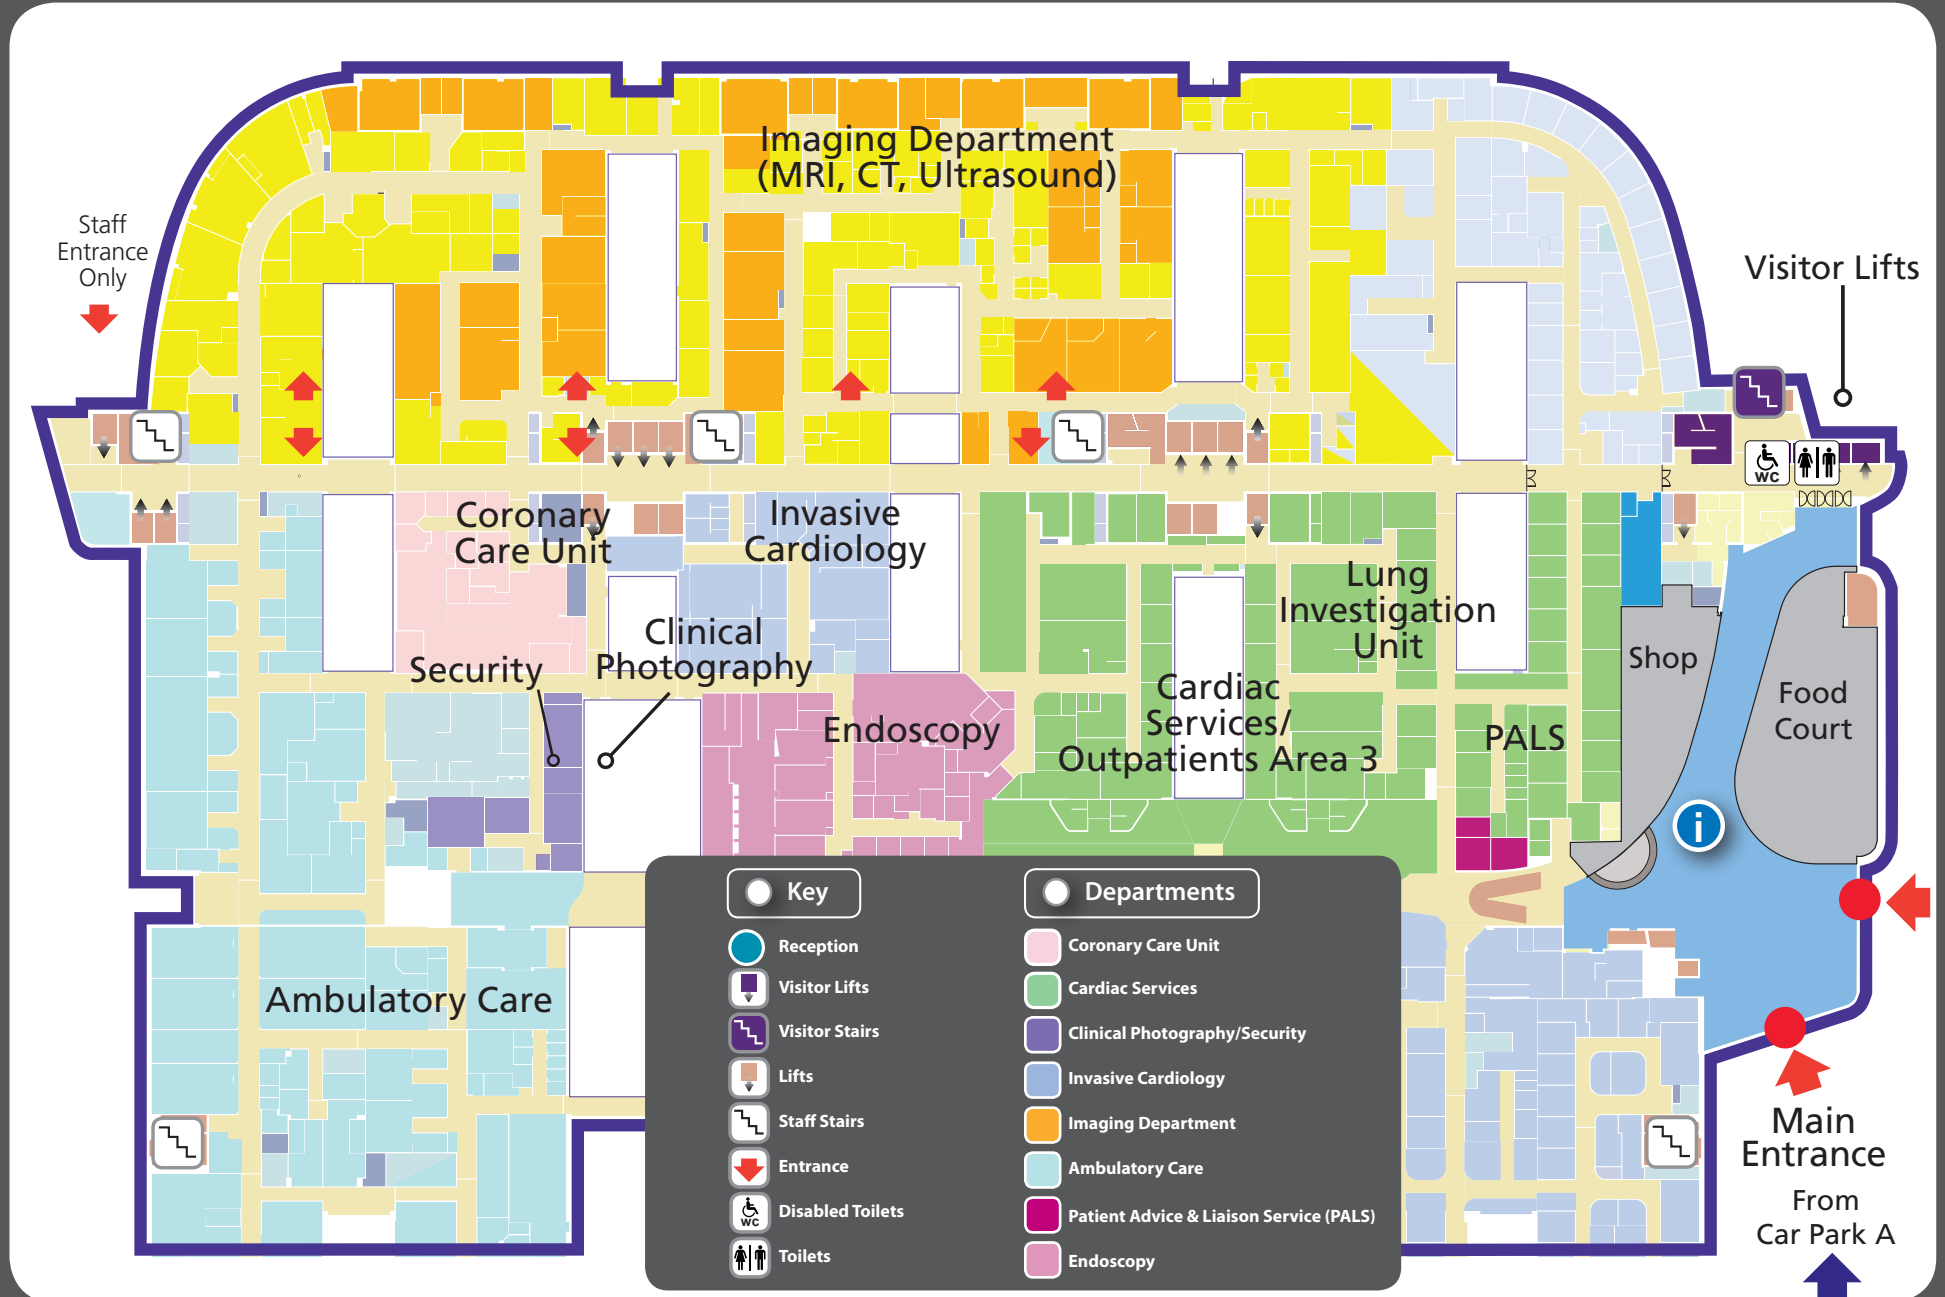 Imaging Department
(MRI, CT, Ultrasound)
Staff
Entrance
Only
Visitor Lifts
WC
Coronary
Care Unit
Invasive
Cardiology
Lung
Investigation
Unit
Clinical
Photography
Security
Shop
Food
Court
Cardiac
Services/
Outpatients Area 3
Endoscopy
PALS
i
Ambulatory Care
Key
Reception
Visitor Lifts
Visitor Stairs
Lifts
Staff Stairs
Entrance
WC
Disabled Toilets
Toilets
Departments
Coronary Care Unit
Cardiac Services
Clinical Photography/Security
Invasive Cardiology
Imaging Department
Ambulatory Care
Patient Advice & Liaison Service (PALS)
Endoscopy
Main
Entrance
From
Car Park A